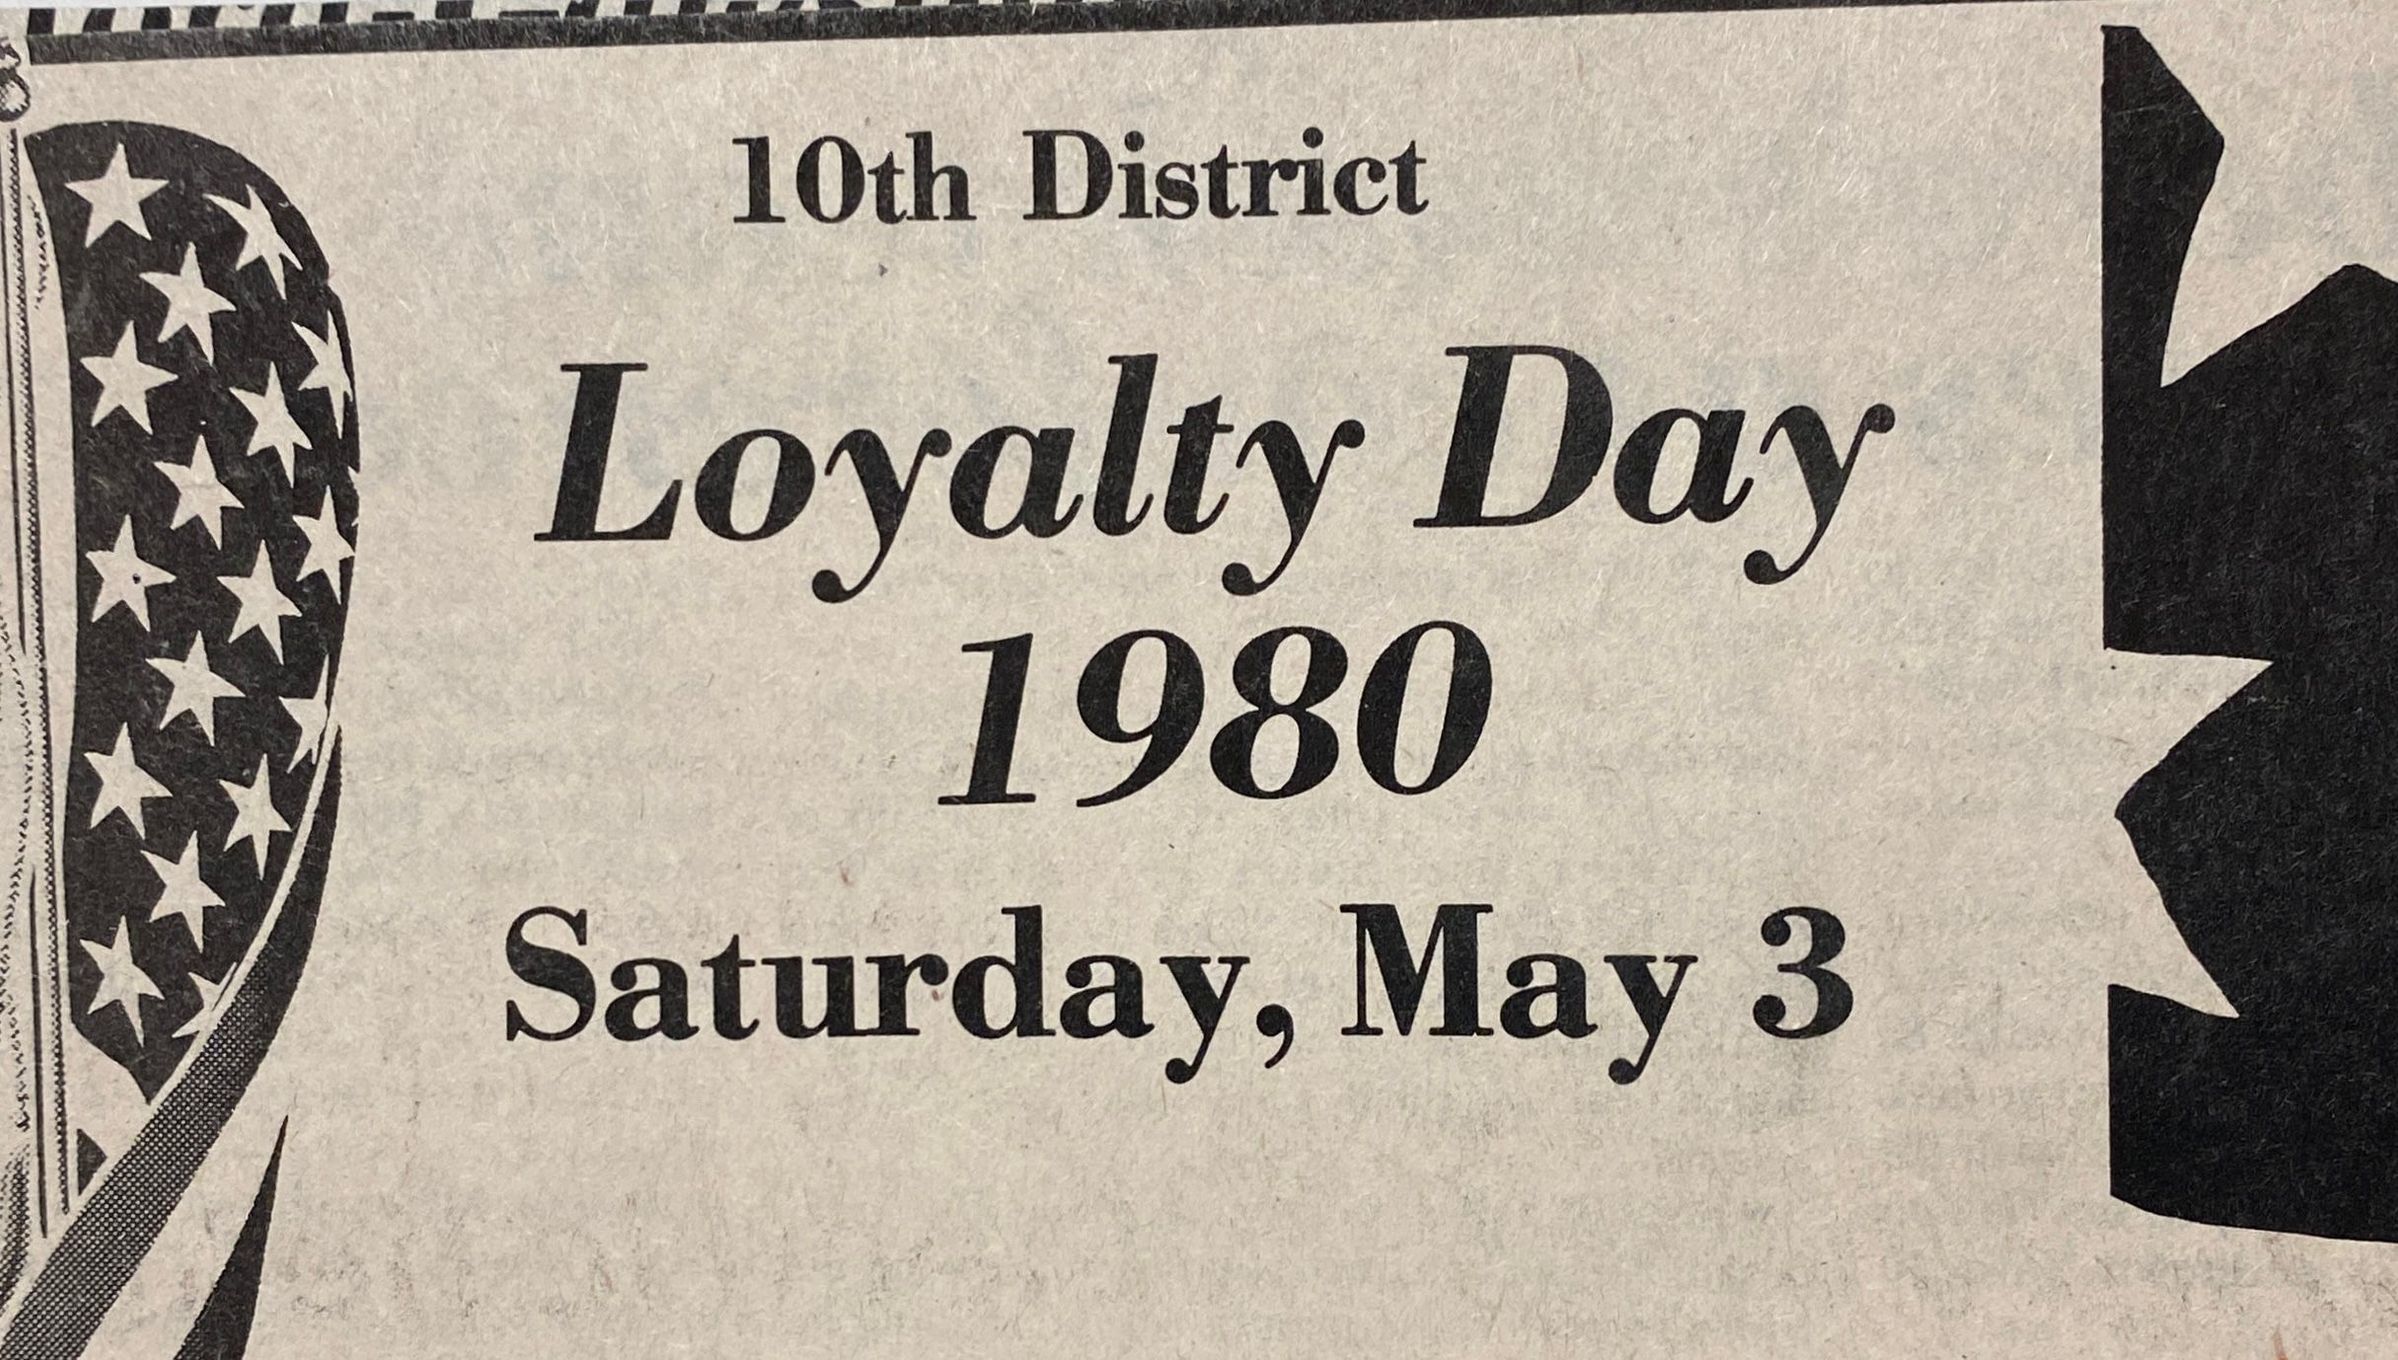 10th District
Loyalty Day
1980
Saturday, May 3